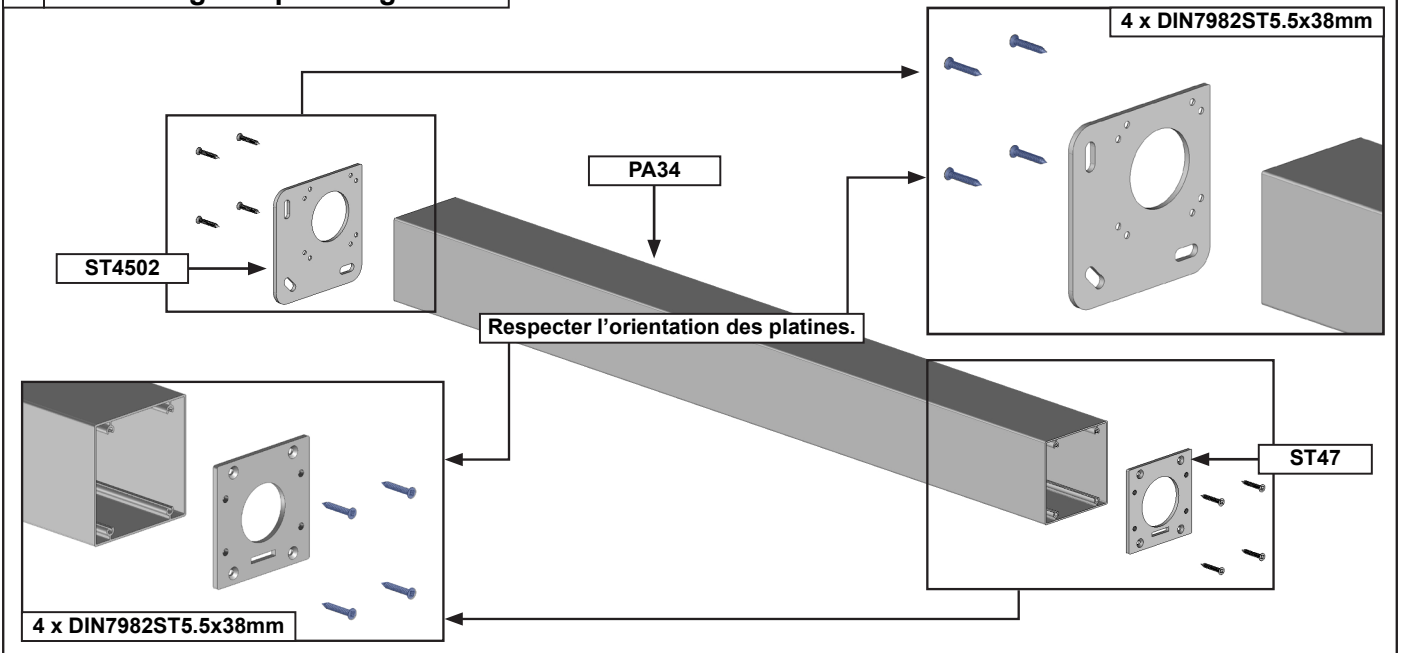 4 x DIN7982ST5.5x38mm
PA34
ST4502
Respecter l’orientation des platines.
ST47
4 x DIN7982ST5.5x38mm